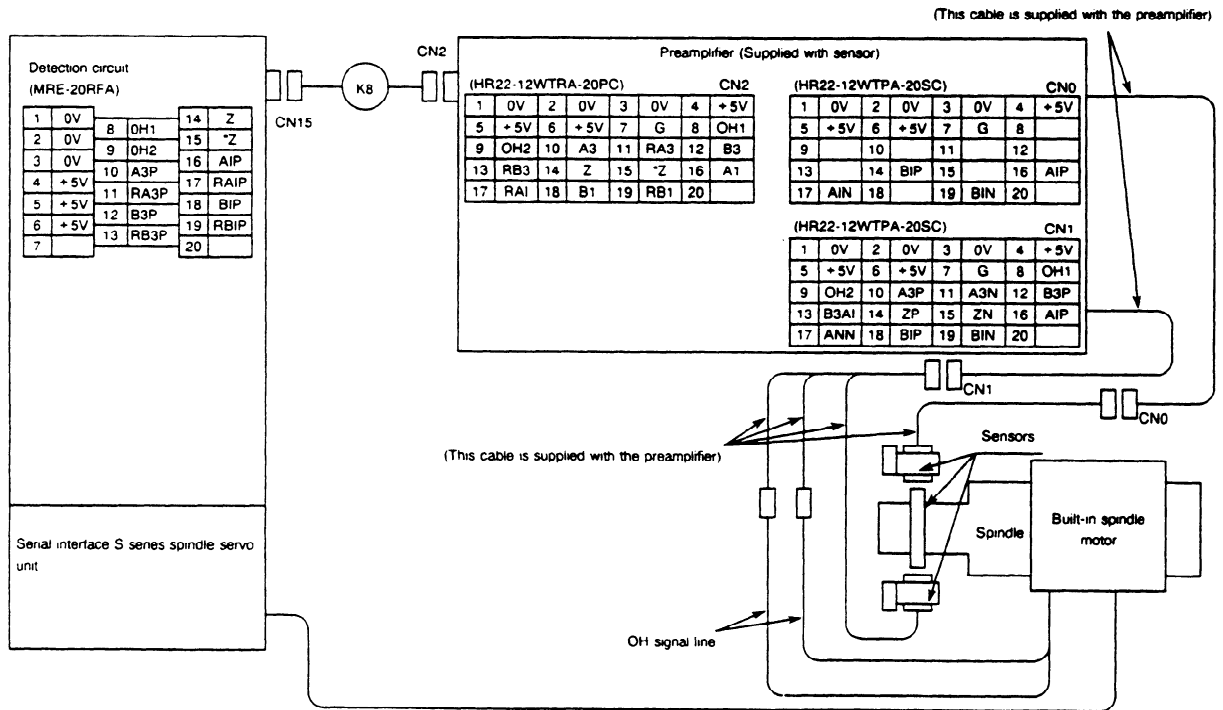 (This cable is supplied with the preamplifier)
Detection circuit
(MRE-20RFA)
1 0V
2 0V
3 0V
4 +5V
5 +5V
6 +5V
7
8 0H1
9 0H2
10 A3P
11 RA3P
12 B3P
13 RB3P
14 Z
15 *Z
16 AIP
17 RAIP
18 BIP
19 RBIP
20
CN15
K8
CN2
Preamplifier (Supplied with sensor)
(HR22-12WTRA-20PC) CN2
1 0V 2 0V 3 0V 4 +5V
5 +5V 6 +5V 7 G 8 OH1
9 OH2 10 A3 11 RA3 12 B3
13 RB3 14 Z 15 *Z 16 A1
17 RAI 18 B1 19 RB1 20
(HR22-12WTPA-20SC) CN0
1 0V 2 0V 3 0V 4 +5V
5 +5V 6 +5V 7 G 8
9 10 11 12
13 14 BIP 15 16 AIP
17 AIN 18 19 BIN 20
(HR22-12WTPA-20SC) CN1
1 0V 2 0V 3 0V 4 +5V
5 +5V 6 +5V 7 G 8 OH1
9 OH2 10 A3P 11 A3N 12 B3P
13 B3AI 14 ZP 15 ZN 16 AIP
17 ANN 18 BIP 19 BIN 20
CN1
CN0
(This cable is supplied with the preamplifier)
Sensors
Spindle
Built-in spindle
motor
Serial interface S series spindle servo
unit
OH signal line